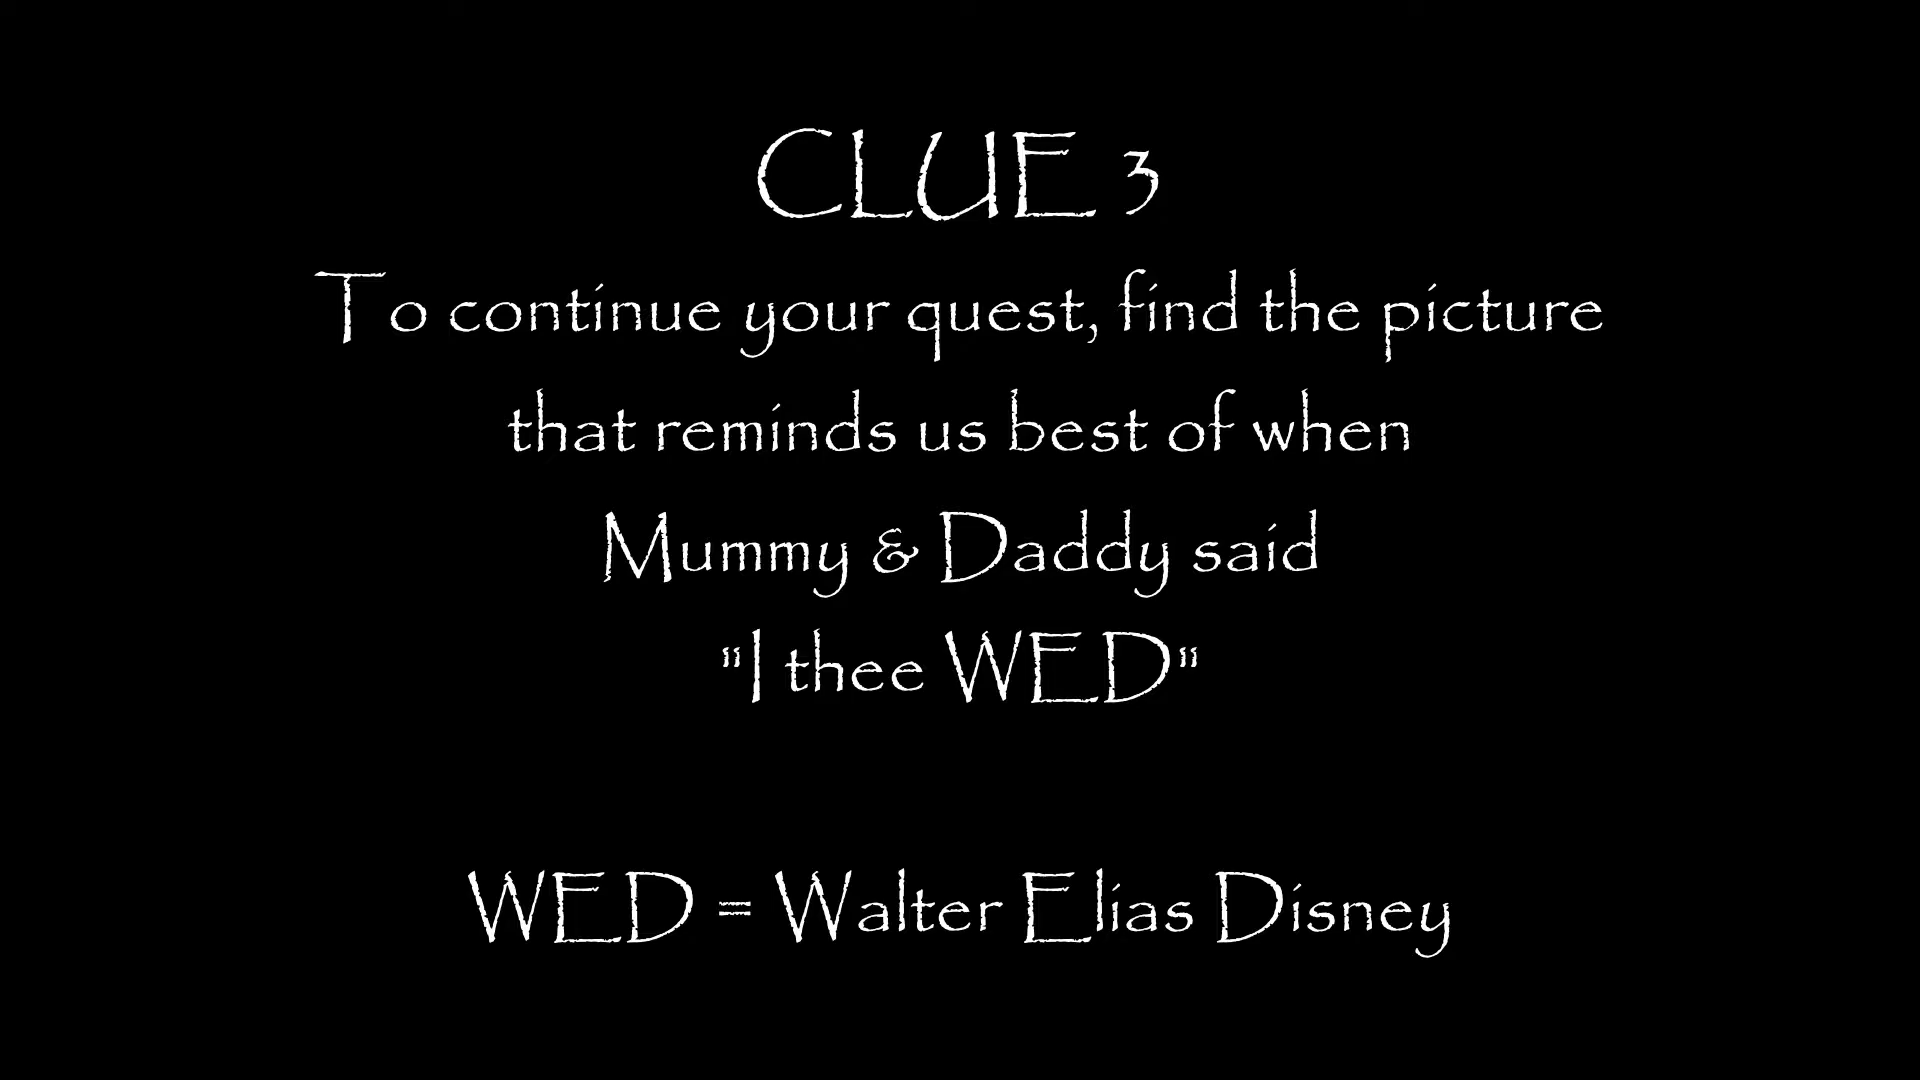 CLUE 3
To continue your quest, find the picture
that reminds us best of when
Mummy & Daddy said
"I thee WED"
WED = Walter Elias Disney